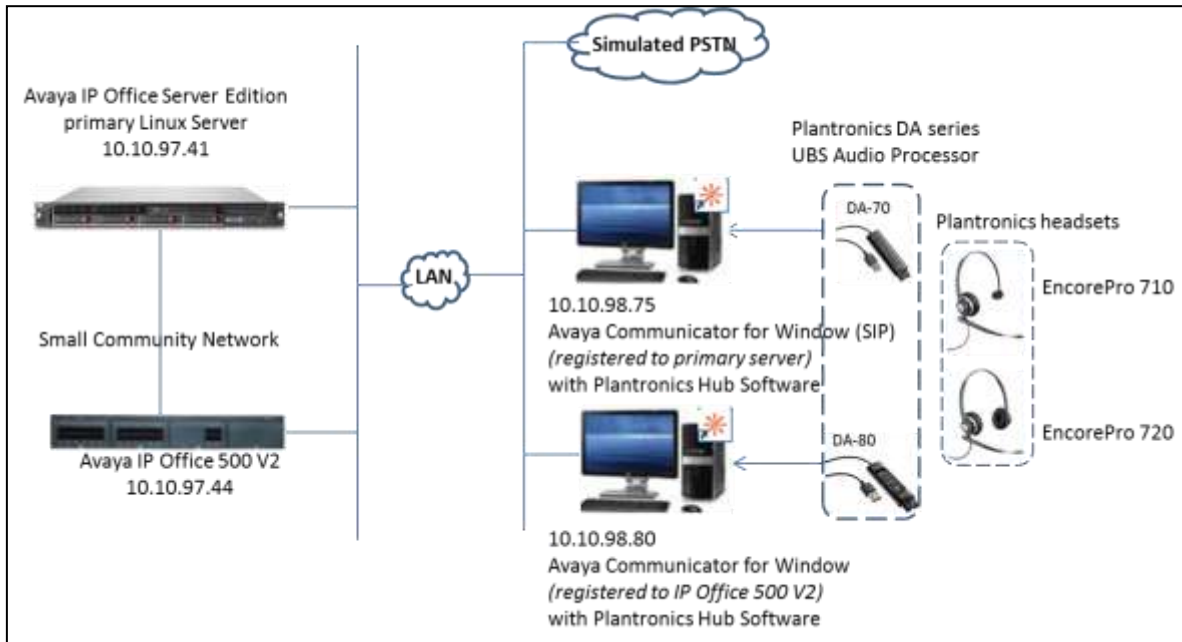 Simulated PSTN
Avaya IP Office Server Edition
primary Linux Server
10.10.97.41
Plantronics DA series
UBS Audio Processor
DA-70
Plantronics headsets
EncorePro 710
LAN
10.10.98.75
Avaya Communicator for Window (SIP)
(registered to primary server)
with Plantronics Hub Software
Small Community Network
EncorePro 720
DA-80
Avaya IP Office 500 V2
10.10.97.44
10.10.98.80
Avaya Communicator for Window
(registered to IP Office 500 V2)
with Plantronics Hub Software